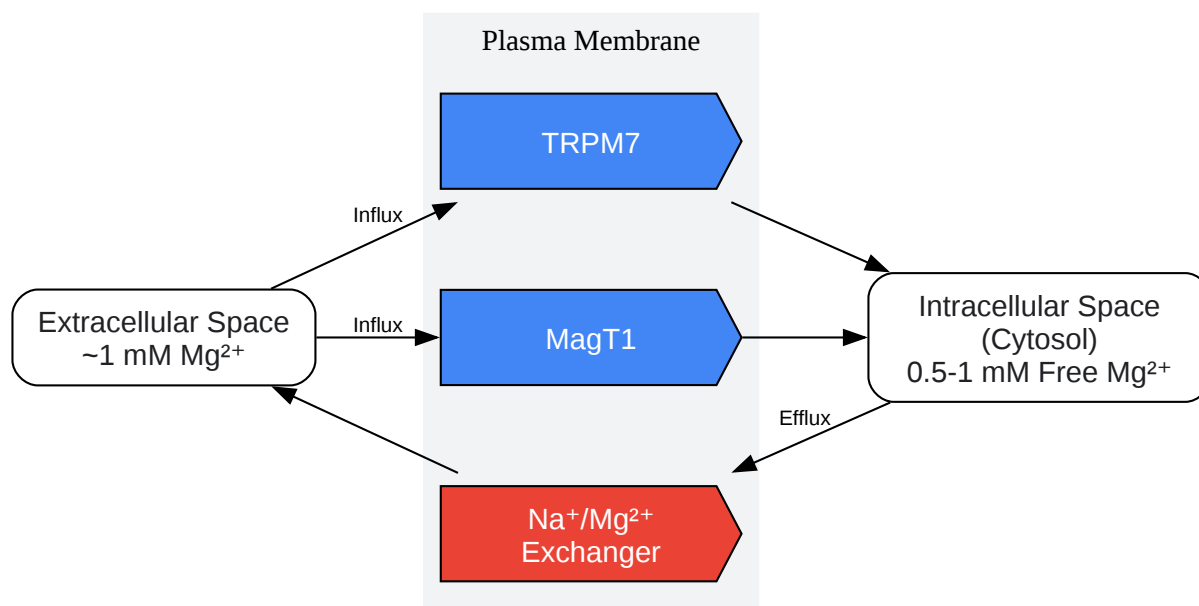 Plasma Membrane
TRPM7
Influx
Extracellular Space
~1 mM Mg²⁺
Influx
MagT1
Intracellular Space
(Cytosol)
0.5-1 mM Free Mg²⁺
Efflux
Na⁺/Mg²⁺
Exchanger